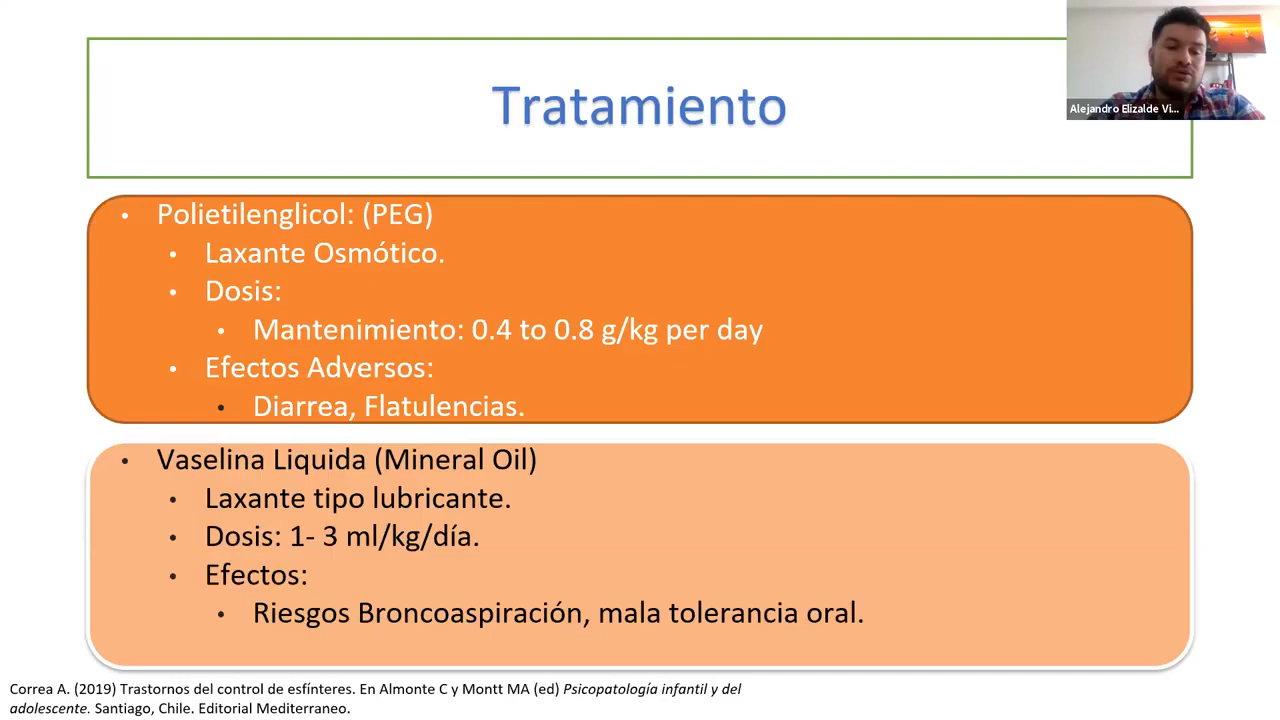 Tratamiento
Alejandro Elizalde Vi...
• Polietilenglicol: (PEG)
• Laxante Osmótico.
• Dosis:
• Mantenimiento: 0.4 to 0.8 g/kg per day
• Efectos Adversos:
• Diarrea, Flatulencias.
• Vaselina Liquida (Mineral Oil)
• Laxante tipo lubricante.
• Dosis: 1- 3 ml/kg/día.
• Efectos:
• Riesgos Broncoaspiración, mala tolerancia oral.
Correa A. (2019) Trastornos del control de esfínteres. En Almonte C y Montt MA (ed) Psicopatología infantil y del
adolescente. Santiago, Chile. Editorial Mediterraneo.